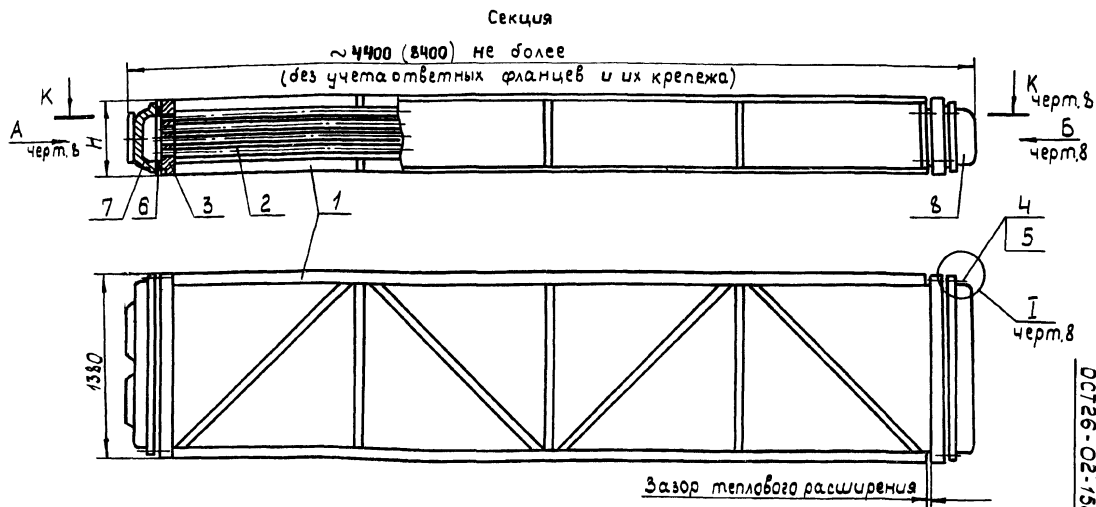 Секция
~4400 (8400) не более
(без учета ответных фланцев и их крепежа)
К
К
черт.8
А
черт.8
Н
Б
черт.8
7
6
3
2
1
8
4
5
I
черт.8
1380
Зазор теплового расширения
ОСТ26-02-15